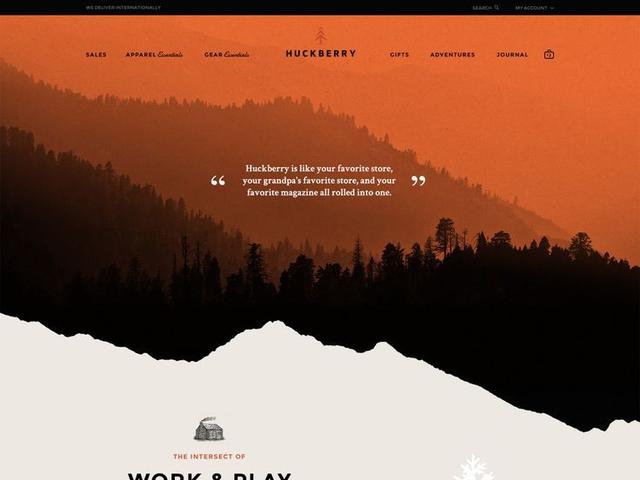 WE DELIVER INTERNATIONALLY
SEARCH
MY ACCOUNT
SALES
APPAREL Essentials
GEAR Essentials
HUCKBERRY
GIFTS
ADVENTURES
JOURNAL
“ Huckberry is like your favorite store,
your grandpa's favorite store, and your
favorite magazine all rolled into one. ”
THE INTERSECT OF
WORK & PLAY